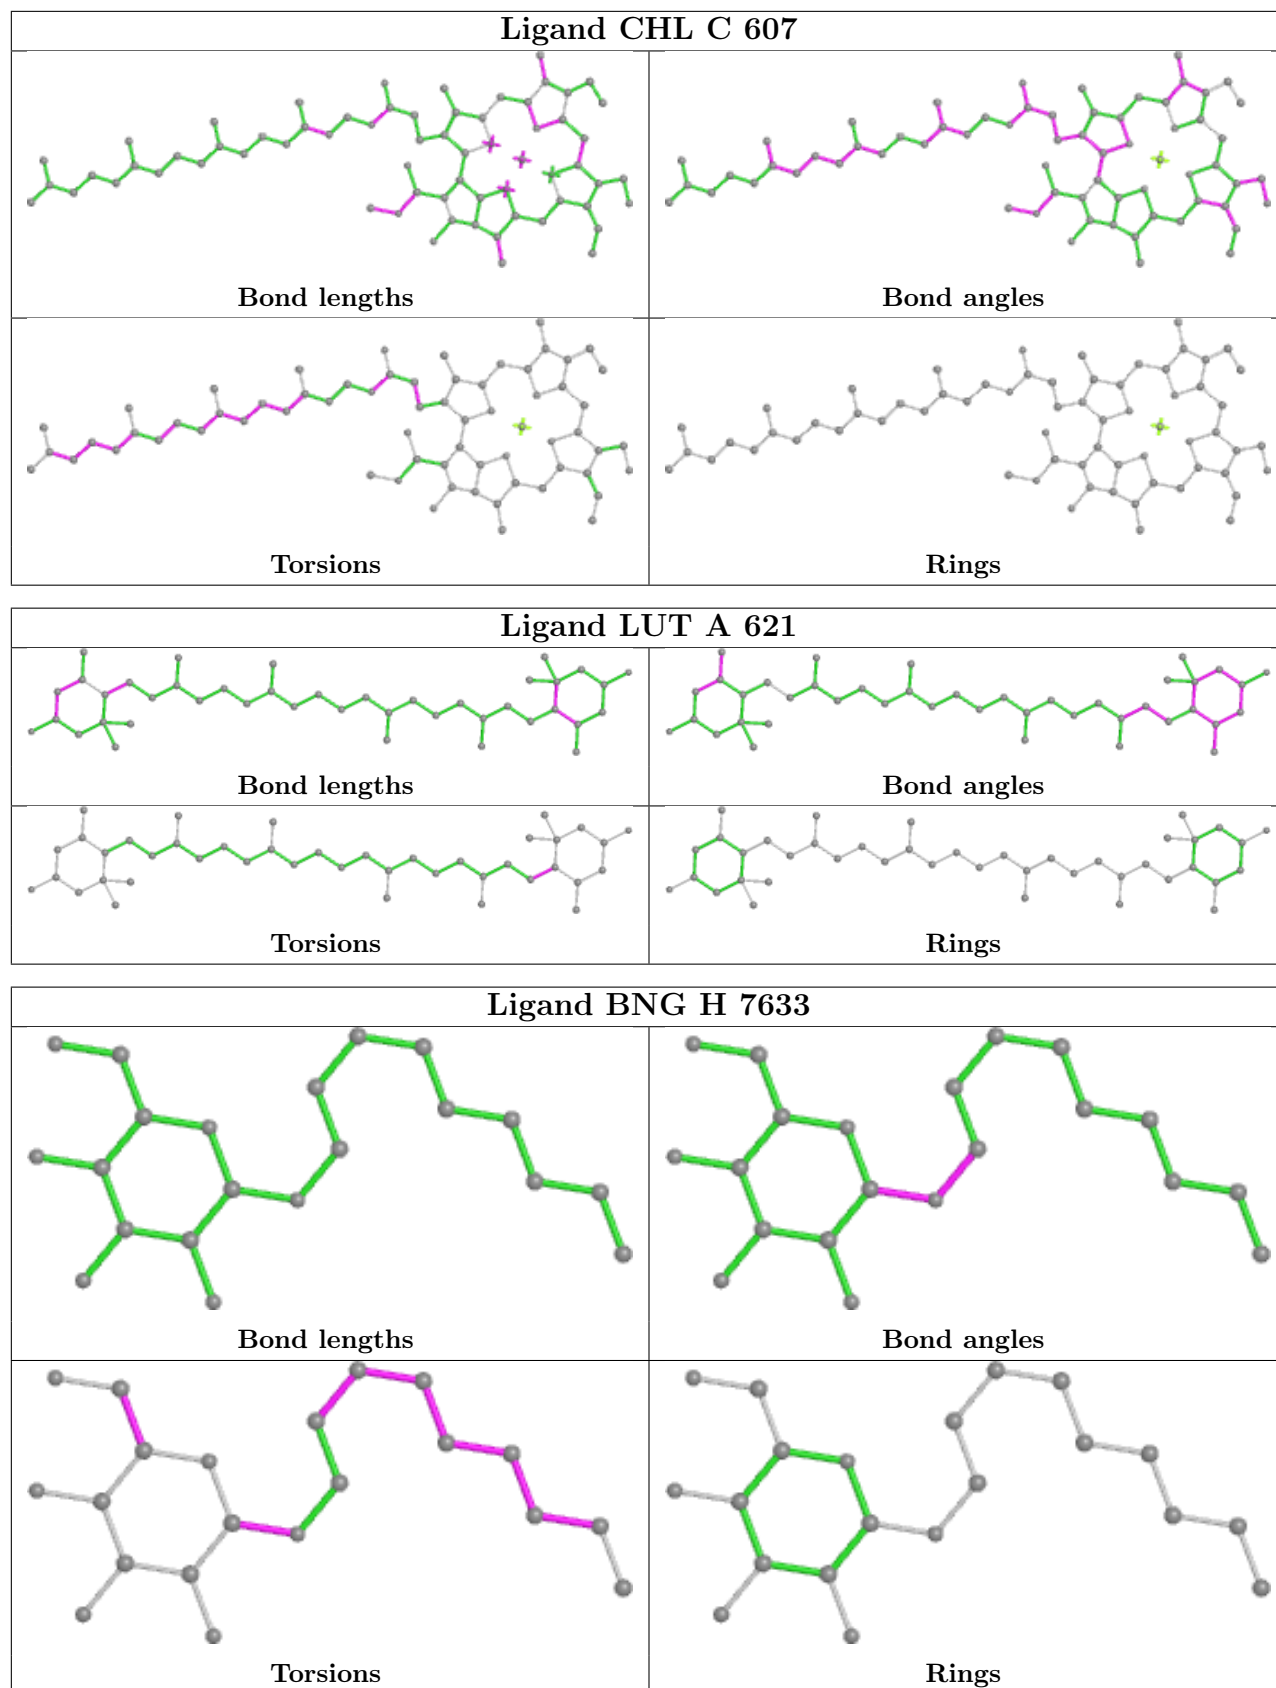 Ligand CHL C 607
Bond lengths
Bond angles
Torsions
Rings
Ligand LUT A 621
Bond lengths
Bond angles
Torsions
Rings
Ligand BNG H 7633
Bond lengths
Bond angles
Torsions
Rings